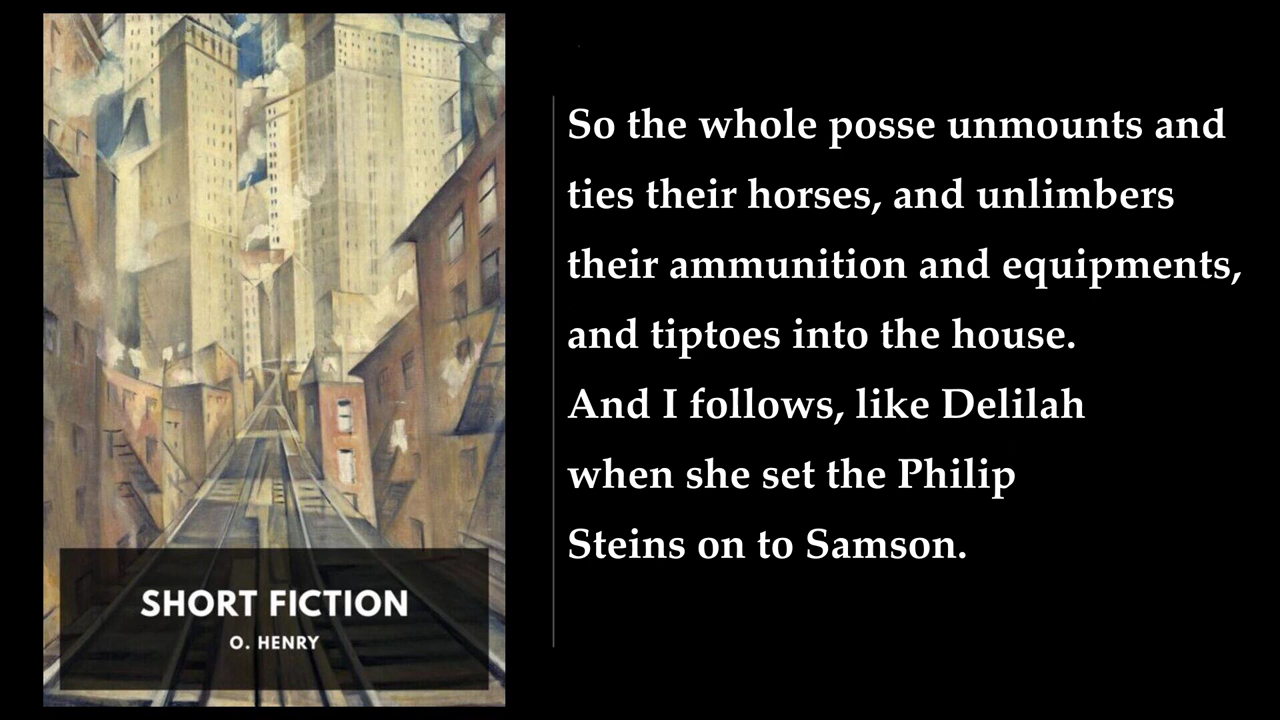 SHORT FICTION
O. HENRY
So the whole posse unmounts and
ties their horses, and unlimbers
their ammunition and equipments,
and tiptoes into the house.
And I follows, like Delilah
when she set the Philip
Steins on to Samson.